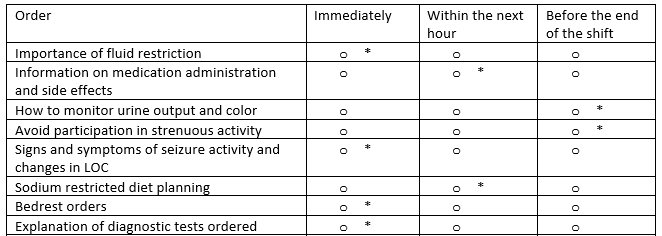 Order Immediately Within the next hour Before the end of the shift
Importance of fluid restriction o * o o
Information on medication administration and side effects o o * o
How to monitor urine output and color o o o *
Avoid participation in strenuous activity o o o *
Signs and symptoms of seizure activity and changes in LOC o * o o
Sodium restricted diet planning o o * o
Bedrest orders o * o o
Explanation of diagnostic tests ordered o * o o